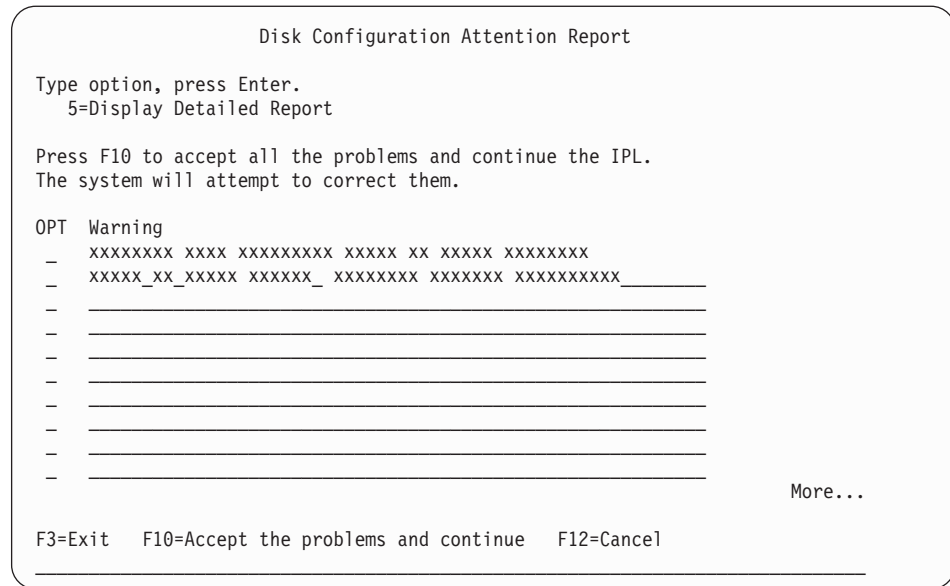 Disk Configuration Attention Report
Type option, press Enter.
5=Display Detailed Report
Press F10 to accept all the problems and continue the IPL.
The system will attempt to correct them.
OPT Warning
_ xxxxxxxx xxxx xxxxxxxxx xxxxx xx xxxxx xxxxxxxx
_ xxxxx_xx_xxxxx xxxxxx_ xxxxxxxx xxxxxxx xxxxxxxxxx________
More...
F3=Exit F10=Accept the problems and continue F12=Cancel